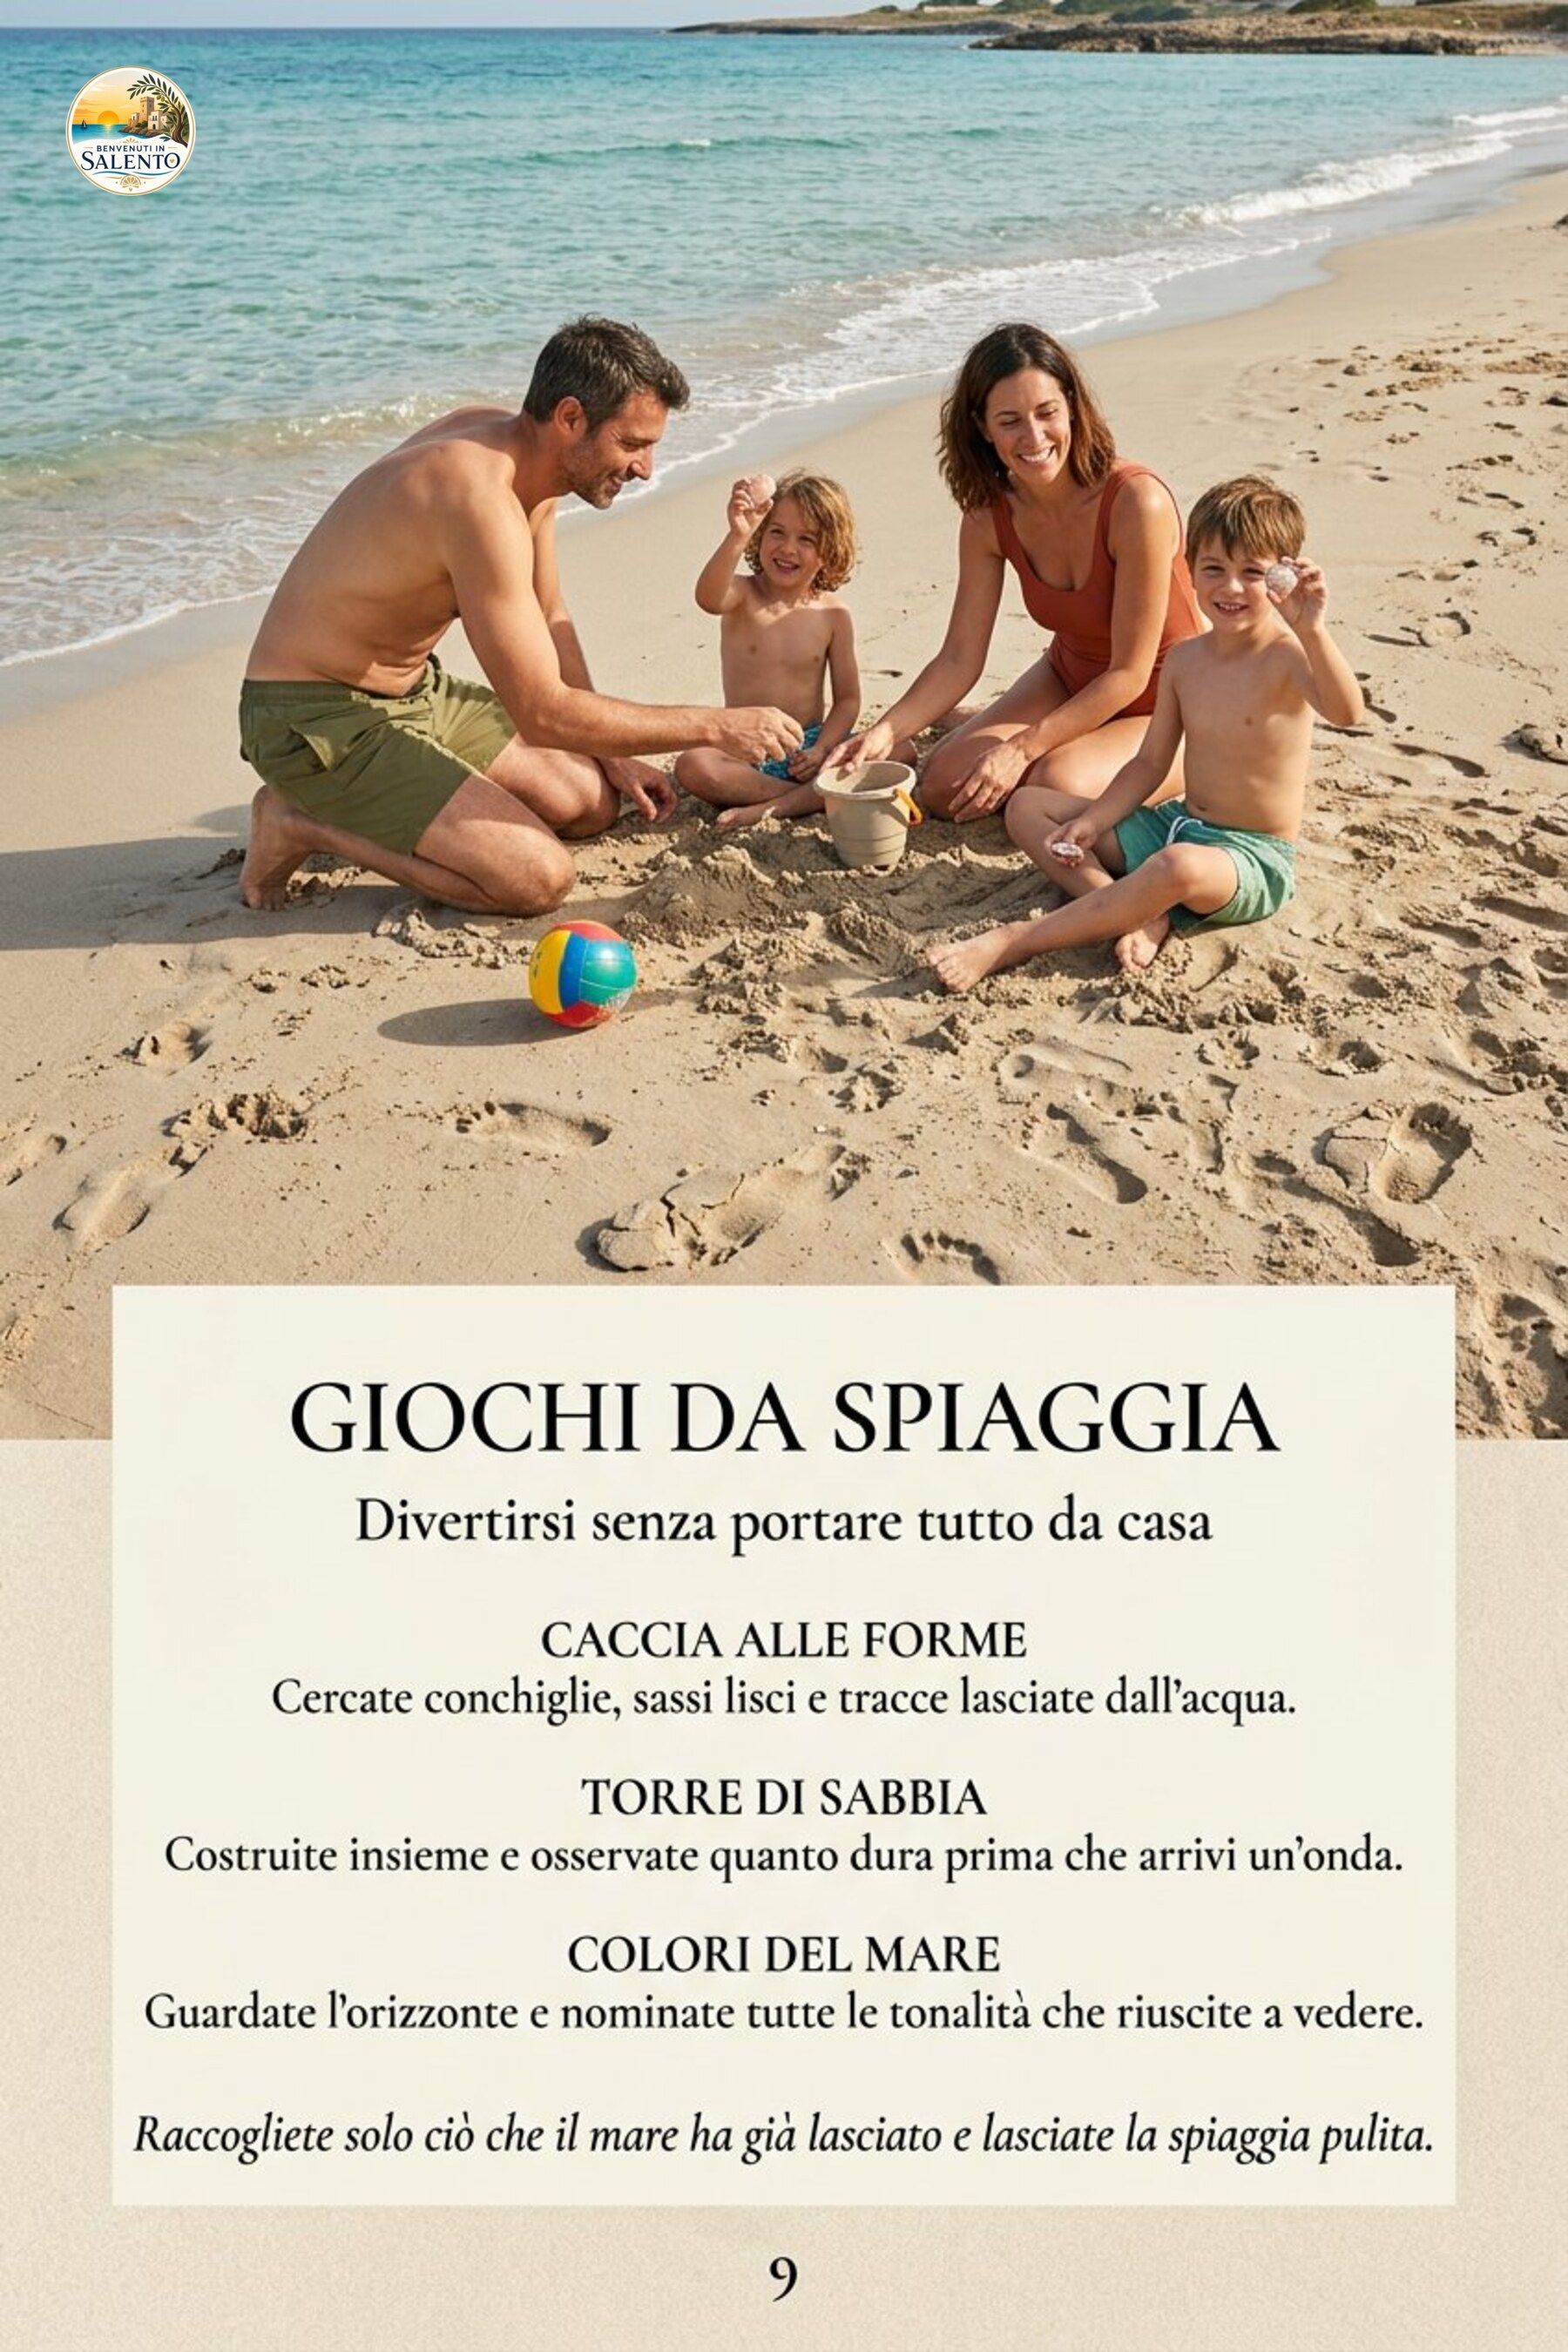 BENVENUTI IN
SALENTO
GIOCHI DA SPIAGGIA
Divertirsi senza portare tutto da casa
CACCIA ALLE FORME
Cercate conchiglie, sassi lisci e tracce lasciate dall’acqua.
TORRE DI SABBIA
Costruite insieme e osservate quanto dura prima che arrivi un’onda.
COLORI DEL MARE
Guardate l’orizzonte e nominate tutte le tonalità che riuscite a vedere.
Raccogliete solo ciò che il mare ha già lasciato e lasciate la spiaggia pulita.
9